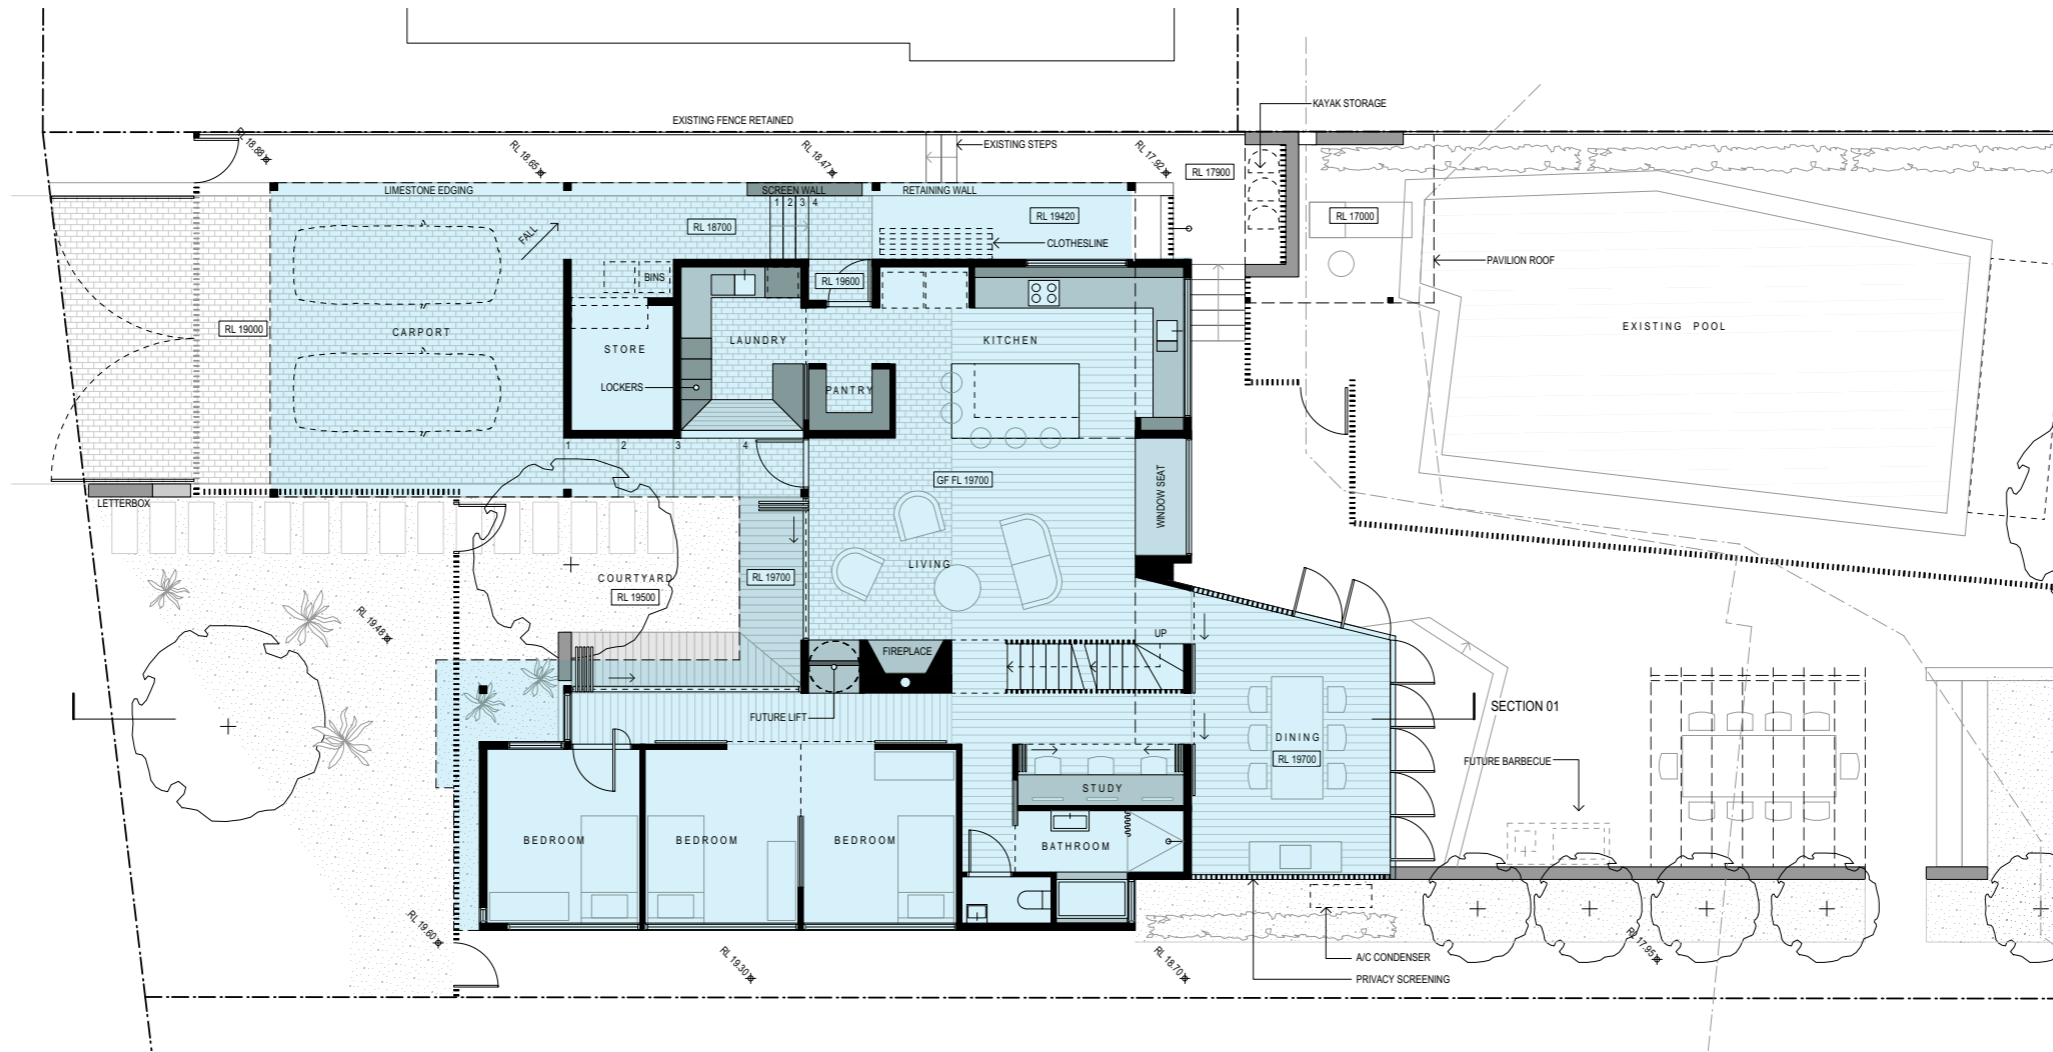 KAYAK STORAGE
EXISTING FENCE RETAINED
RL 18.88
RL 18.65
RL 18.47
EXISTING STEPS
RL 17.92
RL 17900
LIMESTONE EDGING
SCREEN WALL
RETAINING WALL
1 2 3 4
RL 18700
RL 19420
RL 17000
FALL
CLOTHESLINE
PAVILION ROOF
BINS
RL 19600
RL 19000
CARPORT
STORE
LAUNDRY
KITCHEN
EXISTING POOL
LOCKERS
PANTRY
1 2 3 4
GF FL 19700
WINDOW SEAT
LETTERBOX
LIVING
COURTYARD
RL 19500
RL 19700
RL 19.48
UP
FIREPLACE
FUTURE LIFT
SECTION 01
DINING
RL 19700
FUTURE BARBECUE
STUDY
BEDROOM
BEDROOM
BEDROOM
BATHROOM
RL 19.60
RL 19.30
RL 18.70
RL 17.95
A/C CONDENSER
PRIVACY SCREENING